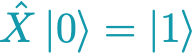 X̂ |0⟩ = |1⟩